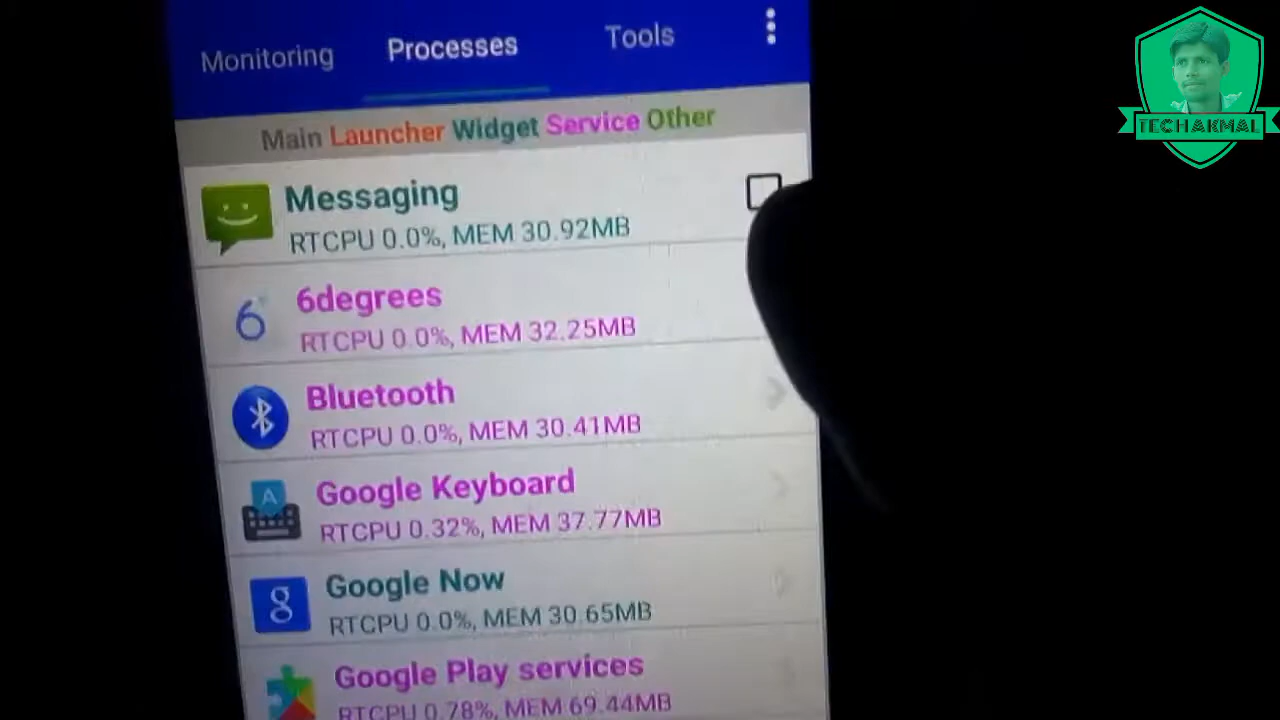 Monitoring Processes Tools
Main Launcher Widget Service Other
Messaging
RTCPU 0.0%, MEM 30.92MB
6degrees
RTCPU 0.0%, MEM 32.25MB
Bluetooth
RTCPU 0.0%, MEM 30.41MB
Google Keyboard
RTCPU 0.32%, MEM 37.77MB
Google Now
RTCPU 0.0%, MEM 30.65MB
Google Play services
RTCPU 0.78%, MEM 69.44MB
TECH AKMAL